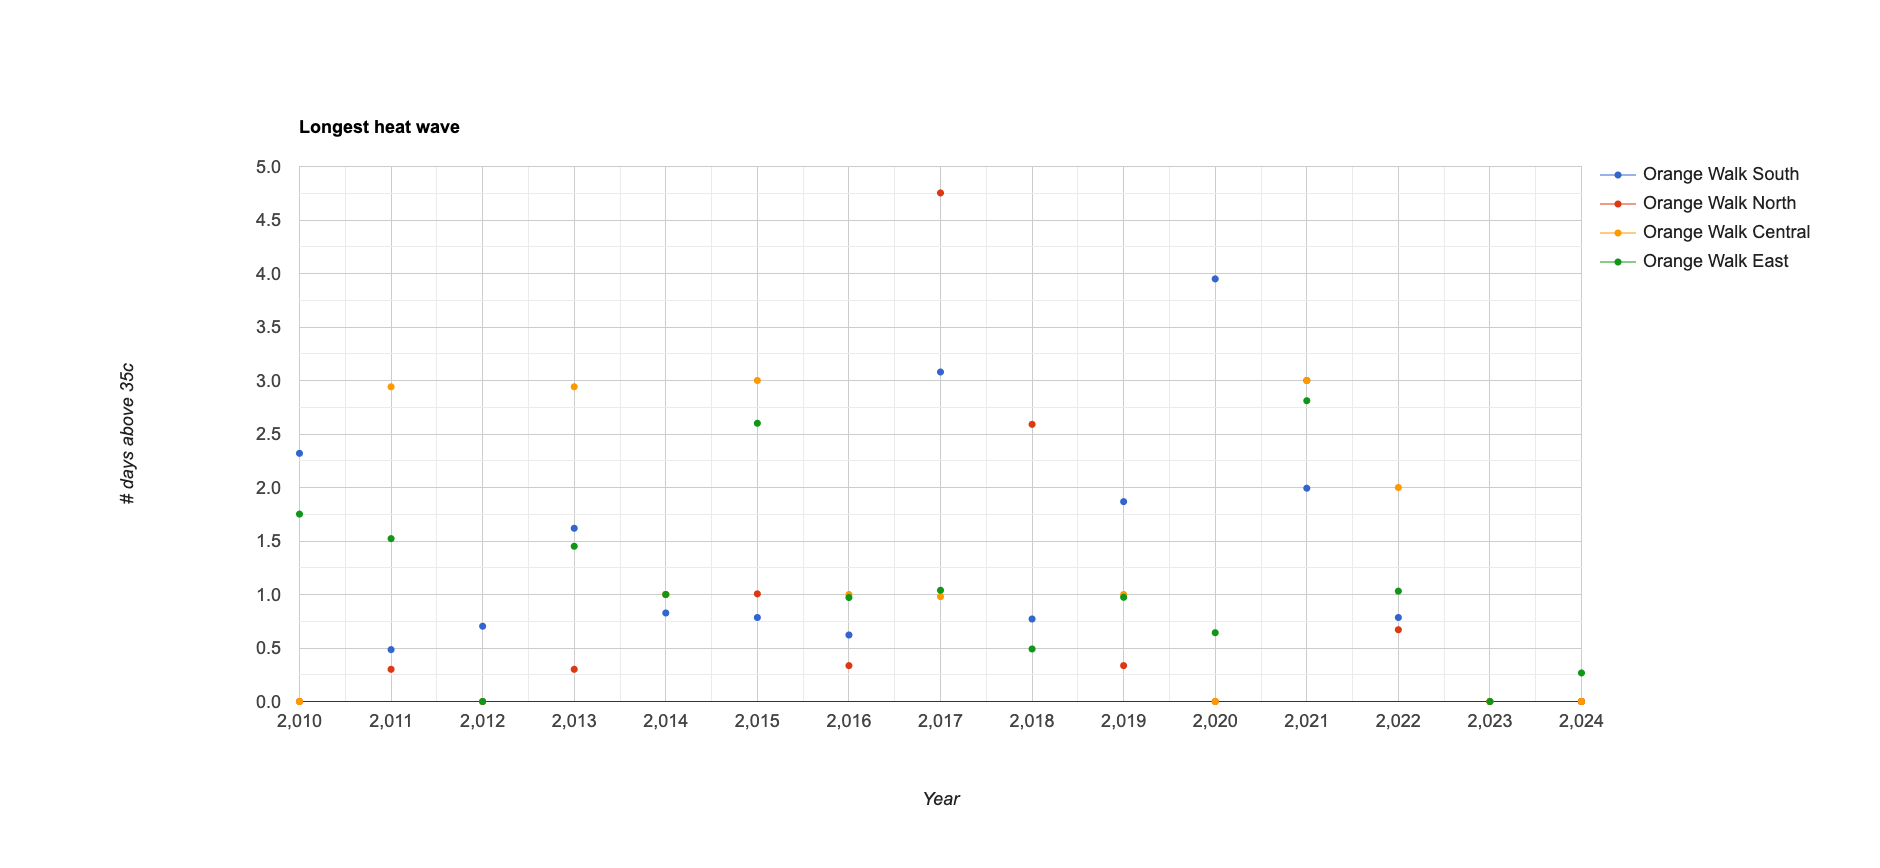 Longest heat wave
5.0
4.5
4.0
3.5
3.0
2.5
2.0
1.5
1.0
0.5
0.0
# days above 35c
2,010 2,011 2,012 2,013 2,014 2,015 2,016 2,017 2,018 2,019 2,020 2,021 2,022 2,023 2,024
Year
Orange Walk South
Orange Walk North
Orange Walk Central
Orange Walk East